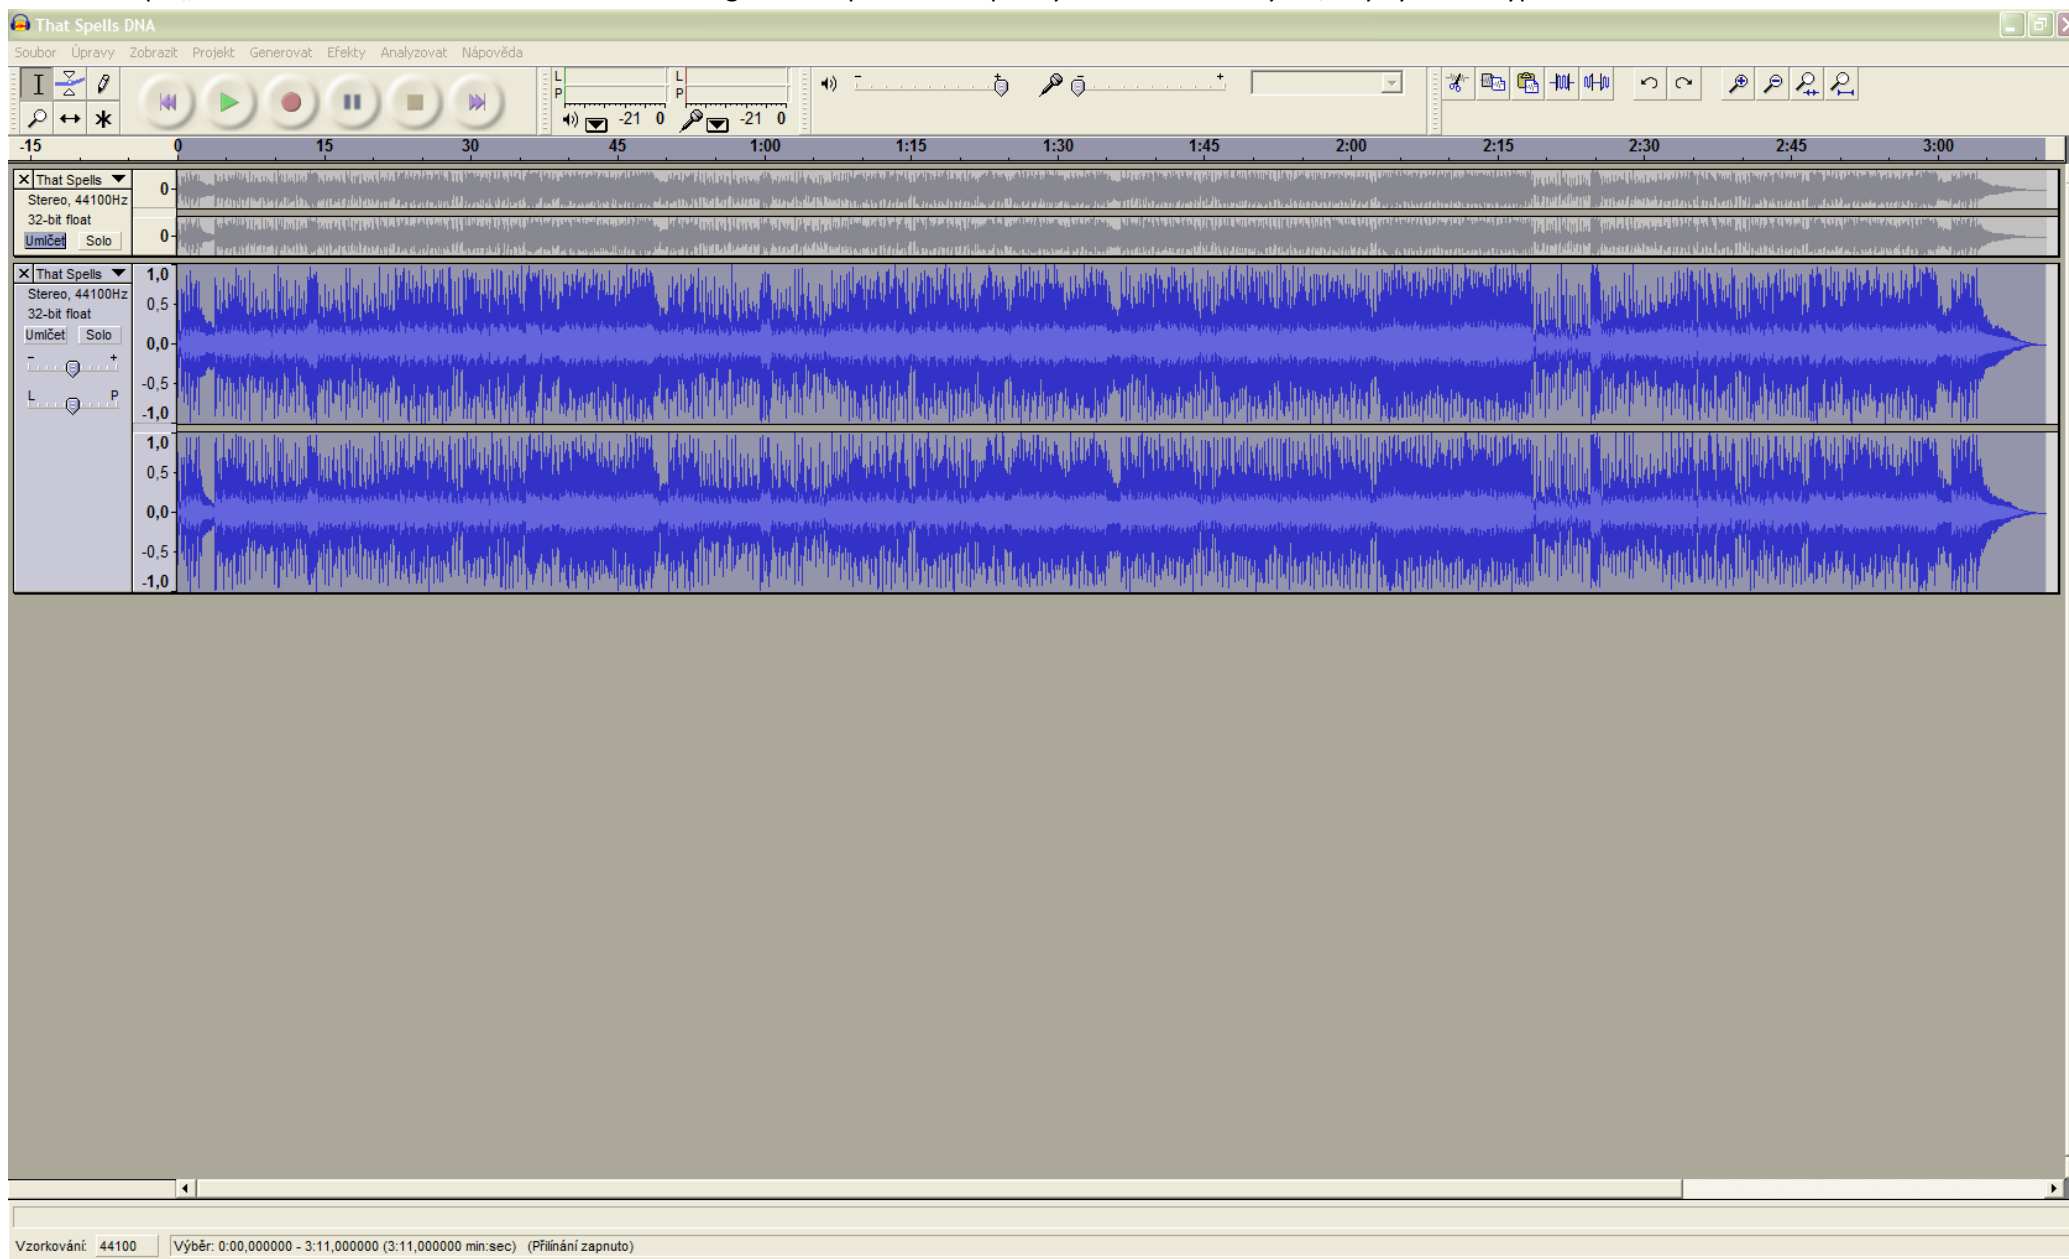 That Spells DNA
Soubor Úpravy Zobrazit Projekt Generovat Efekty Analyzovat Nápověda
L
P
-21 0
L
P
-21 0
- +
- +
-15 0 15 30 45 1:00 1:15 1:30 1:45 2:00 2:15 2:30 2:45 3:00
X That Spells
Stereo, 44100Hz
32-bit float
Umlčet Solo
0
0
X That Spells
Stereo, 44100Hz
32-bit float
Umlčet Solo
- +
L P
1,0
0,5
0,0
-0,5
-1,0
1,0
0,5
0,0
-0,5
-1,0
Vzorkování: 44100 Výběr: 0:00,000000 - 3:11,000000 (3:11,000000 min:sec) (Přilínání zapnuto)